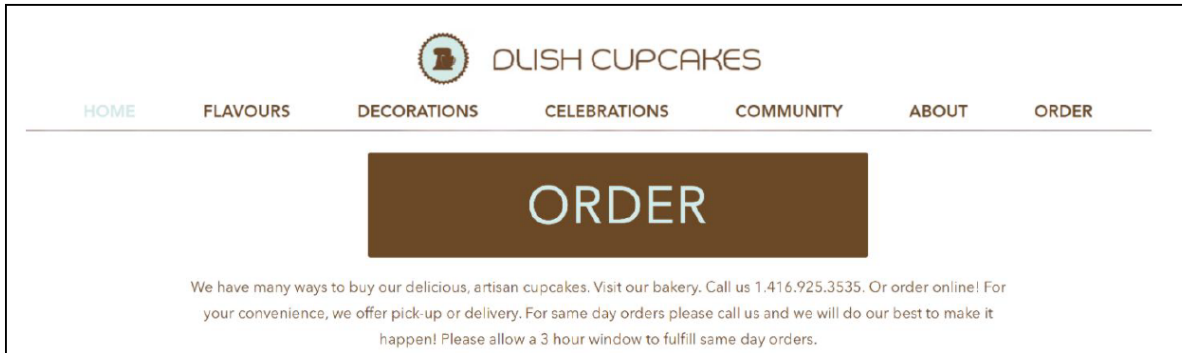 DLISH CUPCAKES
HOME FLAVOURS DECORATIONS CELEBRATIONS COMMUNITY ABOUT ORDER
ORDER
We have many ways to buy our delicious, artisan cupcakes. Visit our bakery. Call us 1.416.925.3535. Or order online! For
your convenience, we offer pick-up or delivery. For same day orders please call us and we will do our best to make it
happen! Please allow a 3 hour window to fulfill same day orders.